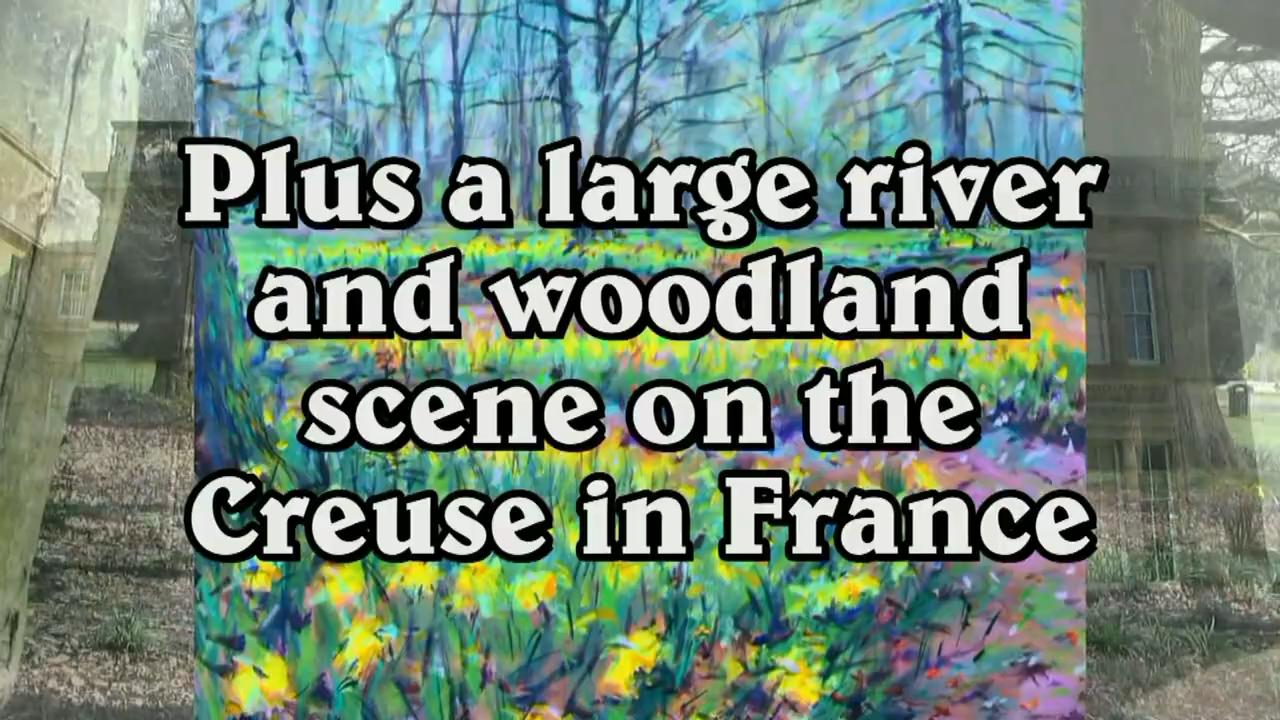 Plus a large river
and woodland
scene on the
Creuse in France